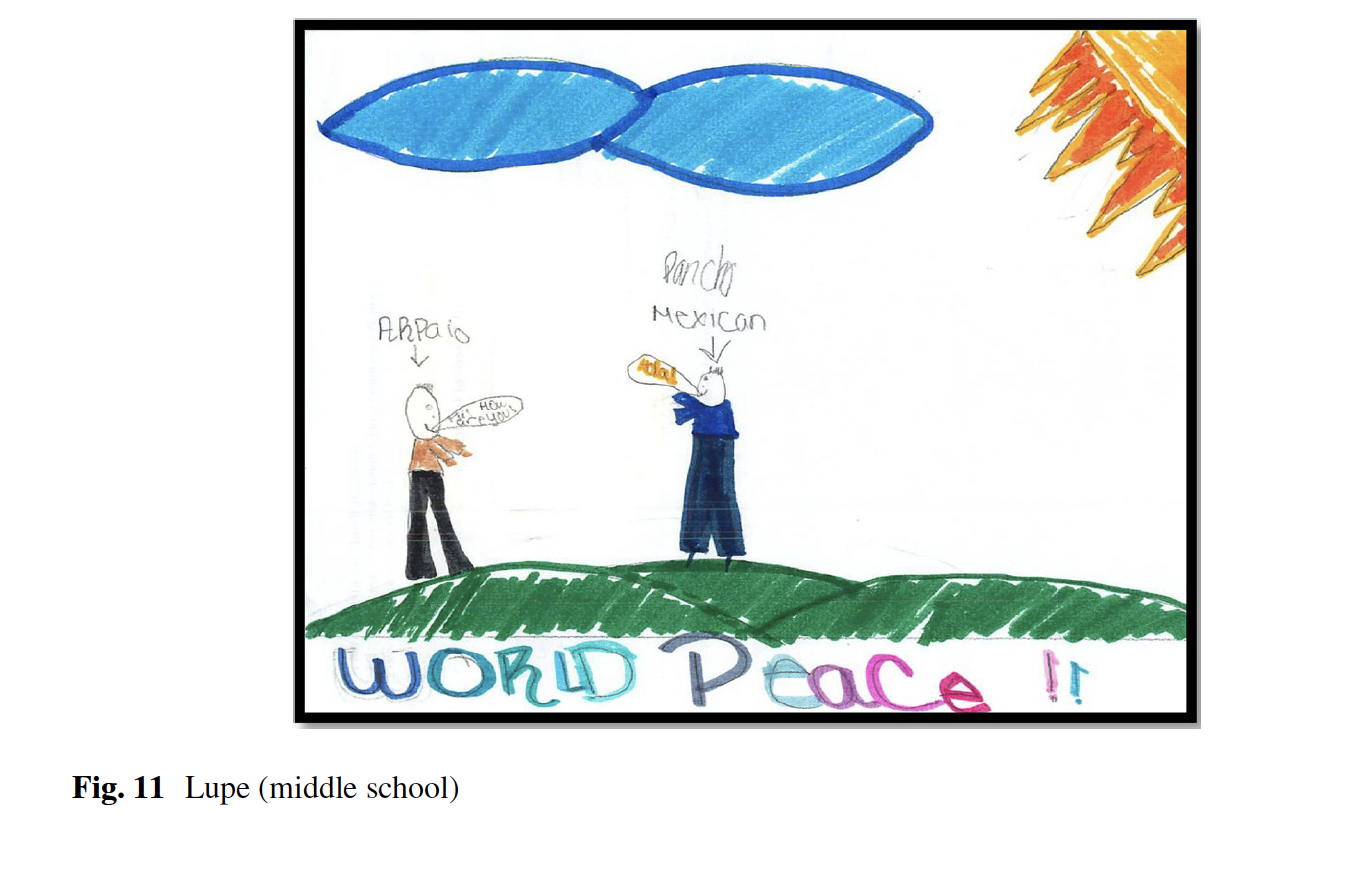 Pancho
Mexican
ARPaio
Hola!
Hi! How
are you!
WORLD Peace !!
Fig. 11 Lupe (middle school)